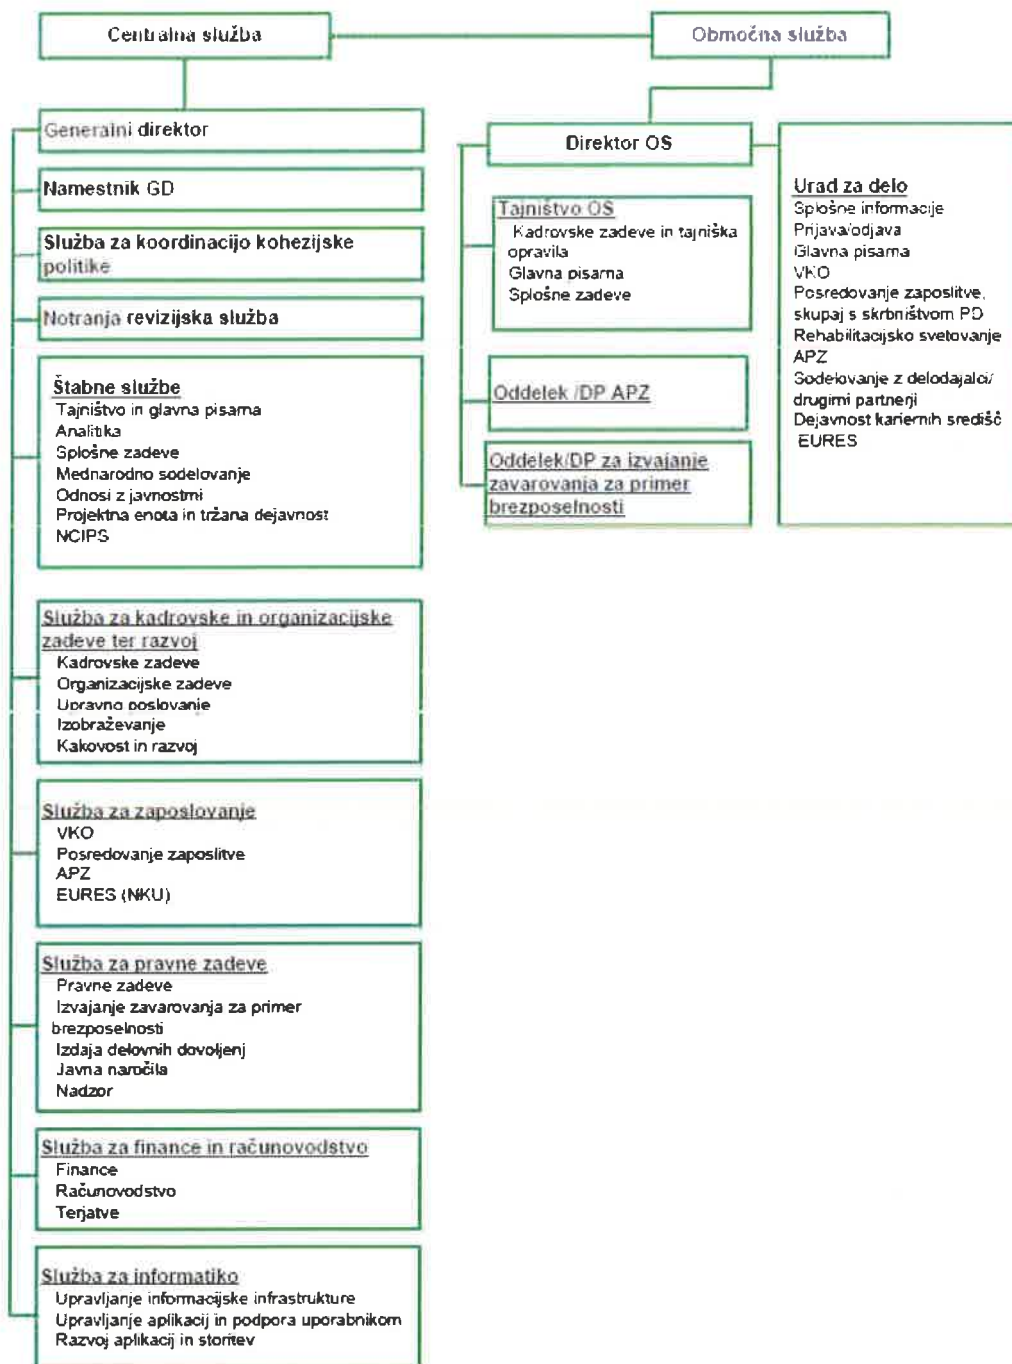 Centralna služba
Območna služba
Generalni direktor
Namestnik GD
Služba za koordinacijo kohezijske
politike
Notranja revizijska služba
Štabne službe
Tajništvo in glavna pisarna
Analitika
Splošne zadeve
Mednarodno sodelovanje
Odnosi z javnostmi
Projektna enota in tržana dejavnost
NCIPS
Služba za kadrovske in organizacijske
zadeve ter razvoj
Kadrovske zadeve
Organizacijske zadeve
Upravno poslovanje
Izobraževanje
Kakovost in razvoj
Služba za zaposlovanje
VKO
Posredovanje zaposlitve
APZ
EURES (NKU)
Služba za pravne zadeve
Pravne zadeve
Izvajanje zavarovanja za primer
brezposelnosti
Izdaja delovnih dovoljenj
Javna naročila
Nadzor
Služba za finance in računovodstvo
Finance
Računovodstvo
Terjatve
Služba za informatiko
Upravljanje informacijske infrastrukture
Upravljanje aplikacij in podpora uporabnikom
Razvoj aplikacij in storitev
Direktor OS
Tajništvo OS
Kadrovske zadeve in tajniška
opravila
Glavna pisarna
Splošne zadeve
Oddelek /DP APZ
Oddelek/DP za izvajanje
zavarovanja za primer
brezposelnosti
Urad za delo
Splošne informacije
Prijava/odjava
Glavna pisarna
VKO
Posredovanje zaposlitve,
skupaj s skrbništvom PD
Rehabilitacijsko svetovanje
APZ
Sodelovanje z delodajalci/
drugimi partnerji
Dejavnost kariernih središč
EURES